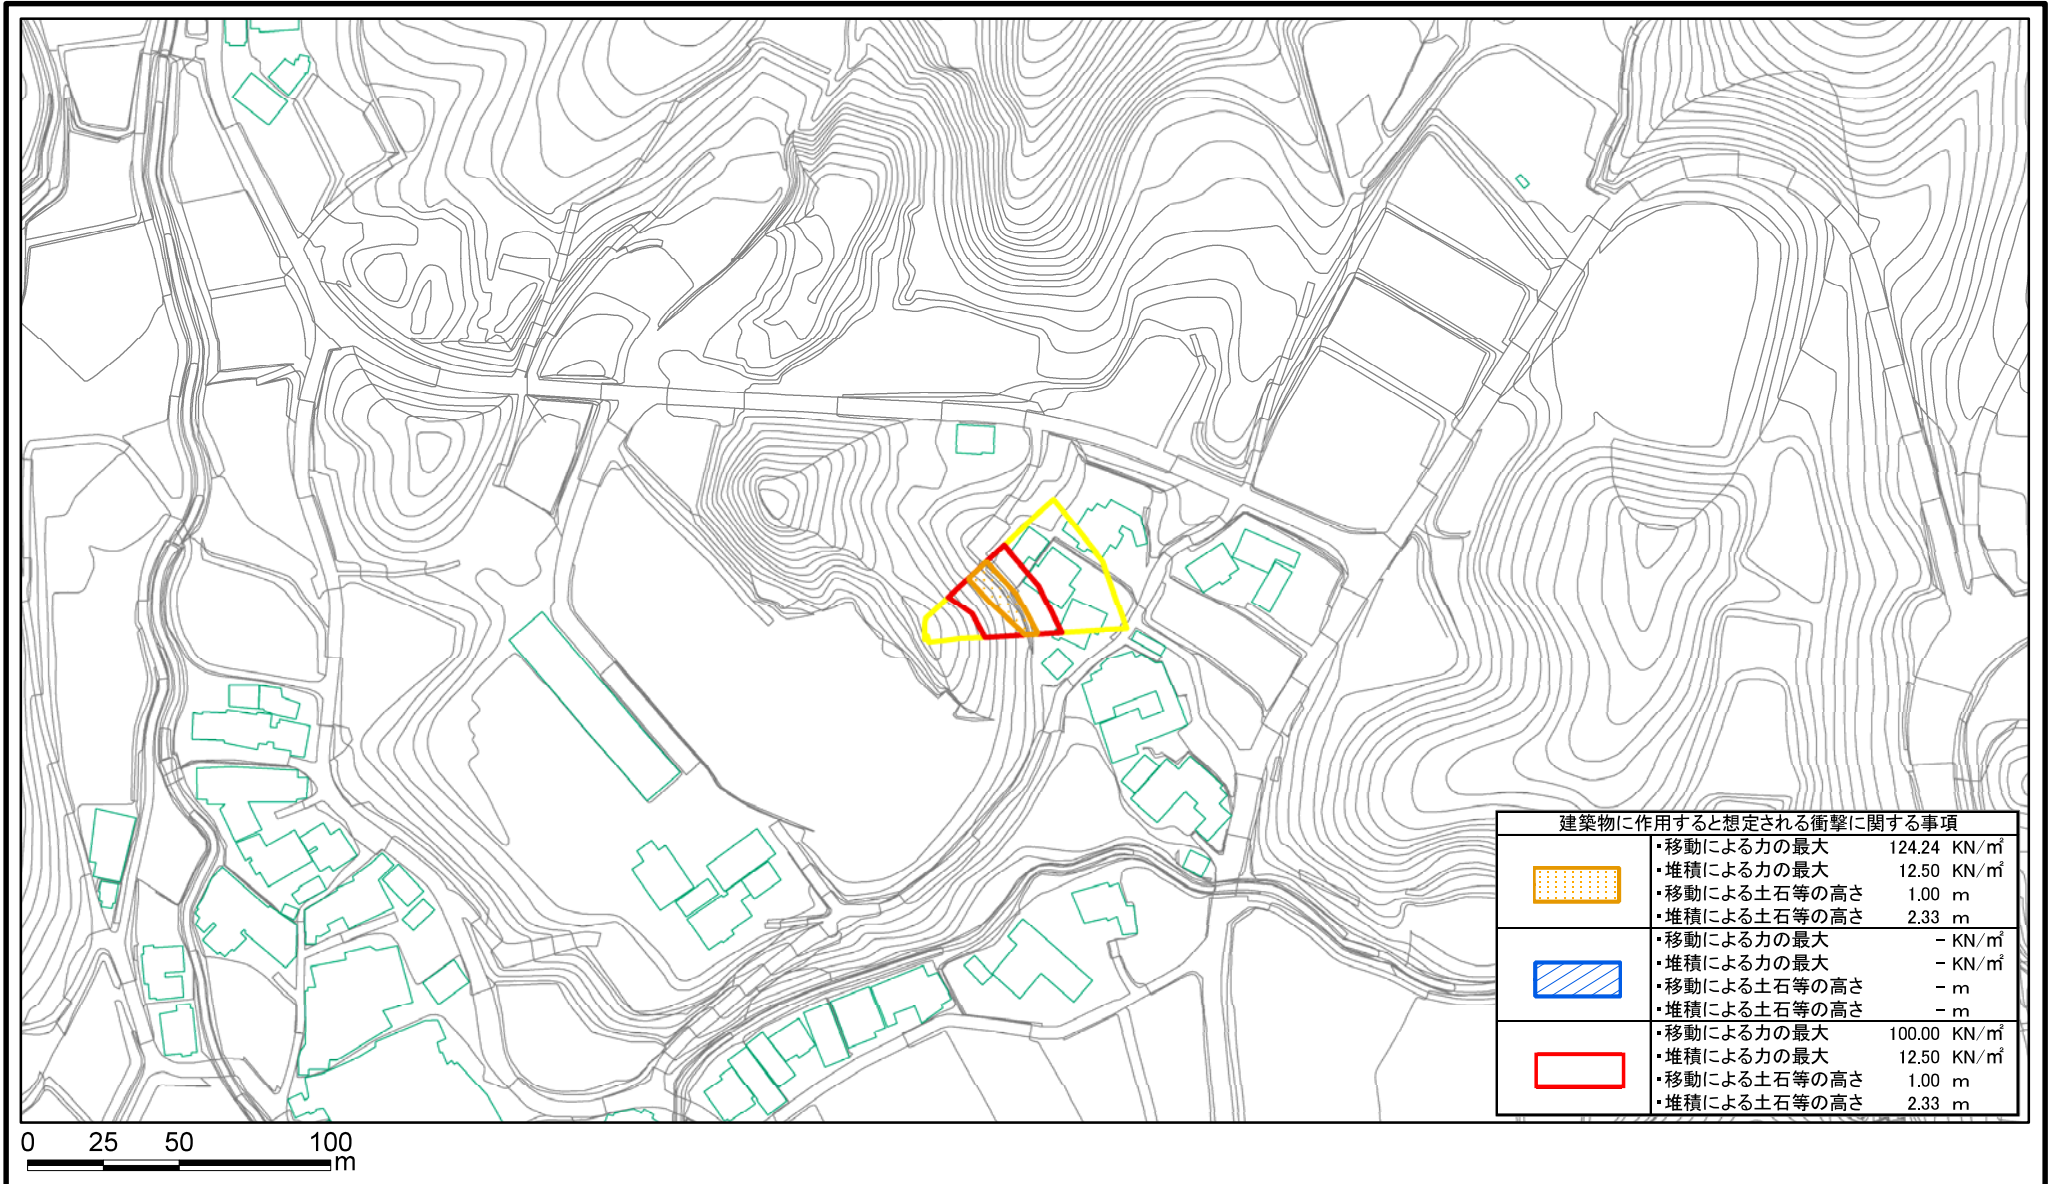 建築物に作用すると想定される衝撃に関する事項
・移動による力の最大 124.24 KN/㎡
・堆積による力の最大 12.50 KN/㎡
・移動による土石等の高さ 1.00 m
・堆積による土石等の高さ 2.33 m
・移動による力の最大 － KN/㎡
・堆積による力の最大 － KN/㎡
・移動による土石等の高さ － m
・堆積による土石等の高さ － m
・移動による力の最大 100.00 KN/㎡
・堆積による力の最大 12.50 KN/㎡
・移動による土石等の高さ 1.00 m
・堆積による土石等の高さ 2.33 m
0 25 50 100
m